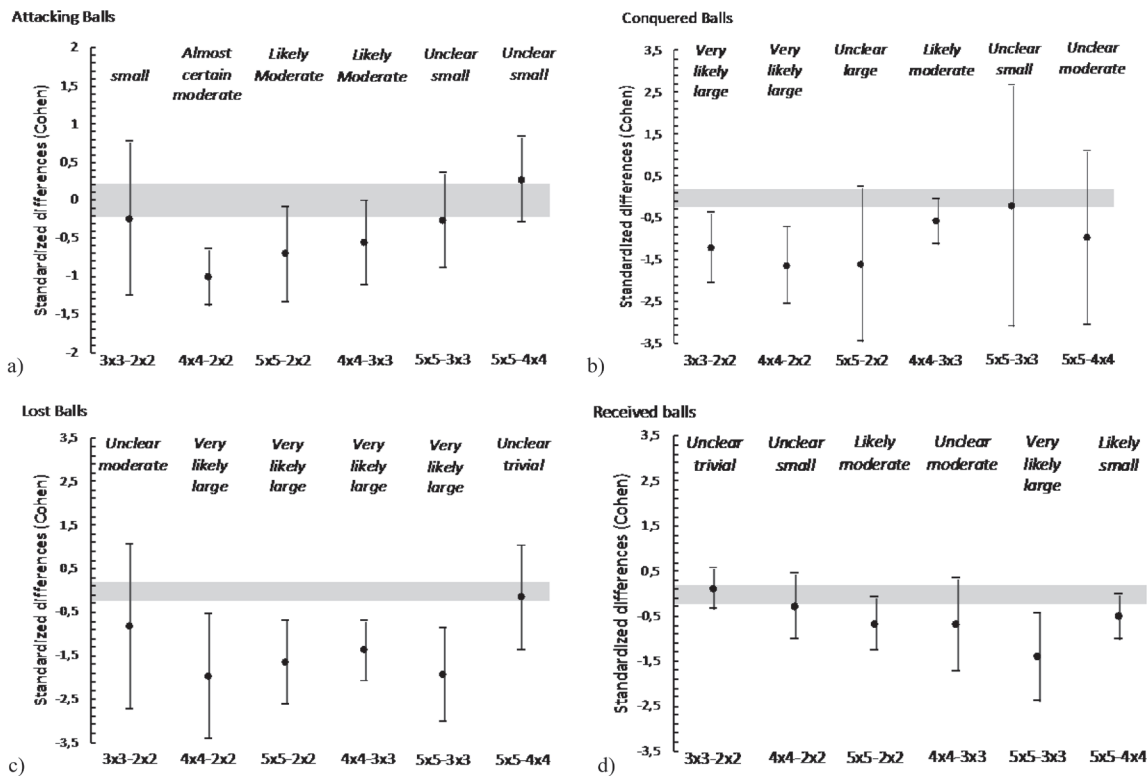 Attacking Balls
Standardized differences (Cohen)
2
1,5
1
0,5
0
-0,5
-1
-1,5
-2
small
Almost
certain
moderate
Likely
Moderate
Likely
Moderate
Unclear
small
Unclear
small
3x3-2x2 4x4-2x2 5x5-2x2 4x4-3x3 5x5-3x3 5x5-4x4
a)
Conquered Balls
Standardized differences (Cohen)
3,5
2,5
1,5
0,5
-0,5
-1,5
-2,5
-3,5
Very
likely
large
Very
likely
large
Unclear
large
Likely
moderate
Unclear
small
Unclear
moderate
3x3-2x2 4x4-2x2 5x5-2x2 4x4-3x3 5x5-3x3 5x5-4x4
b)
Lost Balls
Standardized differences (Cohen)
3,5
2,5
1,5
0,5
-0,5
-1,5
-2,5
-3,5
Unclear
moderate
Very
likely
large
Very
likely
large
Very
likely
large
Very
likely
large
Unclear
trivial
3x3-2x2 4x4-2x2 5x5-2x2 4x4-3x3 5x5-3x3 5x5-4x4
c)
Received balls
Standardized differences (Cohen)
3,5
2,5
1,5
0,5
-0,5
-1,5
-2,5
-3,5
Unclear
trivial
Unclear
small
Likely
moderate
Unclear
moderate
Very
likely
large
Likely
small
3x3-2x2 4x4-2x2 5x5-2x2 4x4-3x3 5x5-3x3 5x5-4x4
d)